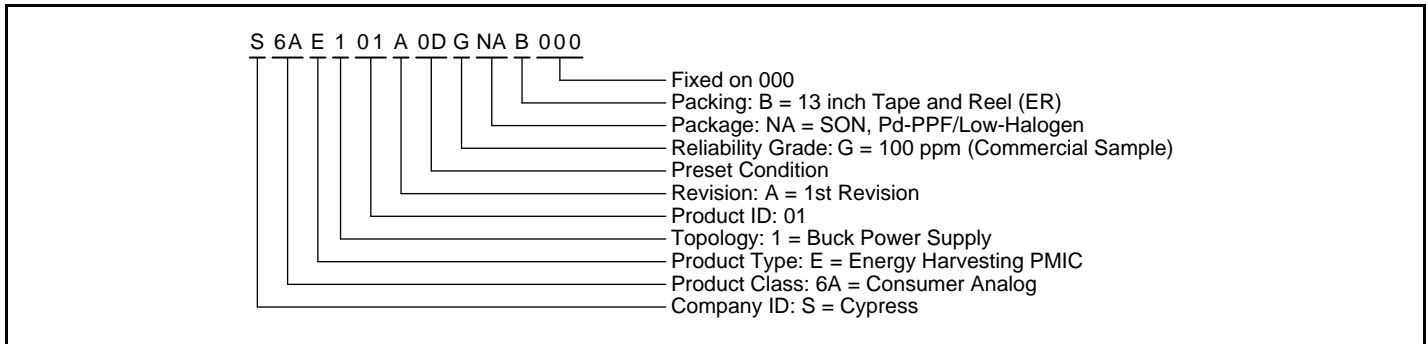 S 6A E 1 01 A 0D G NA B 000
Fixed on 000
Packing: B = 13 inch Tape and Reel (ER)
Package: NA = SON, Pd-PPF/Low-Halogen
Reliability Grade: G = 100 ppm (Commercial Sample)
Preset Condition
Revision: A = 1st Revision
Product ID: 01
Topology: 1 = Buck Power Supply
Product Type: E = Energy Harvesting PMIC
Product Class: 6A = Consumer Analog
Company ID: S = Cypress